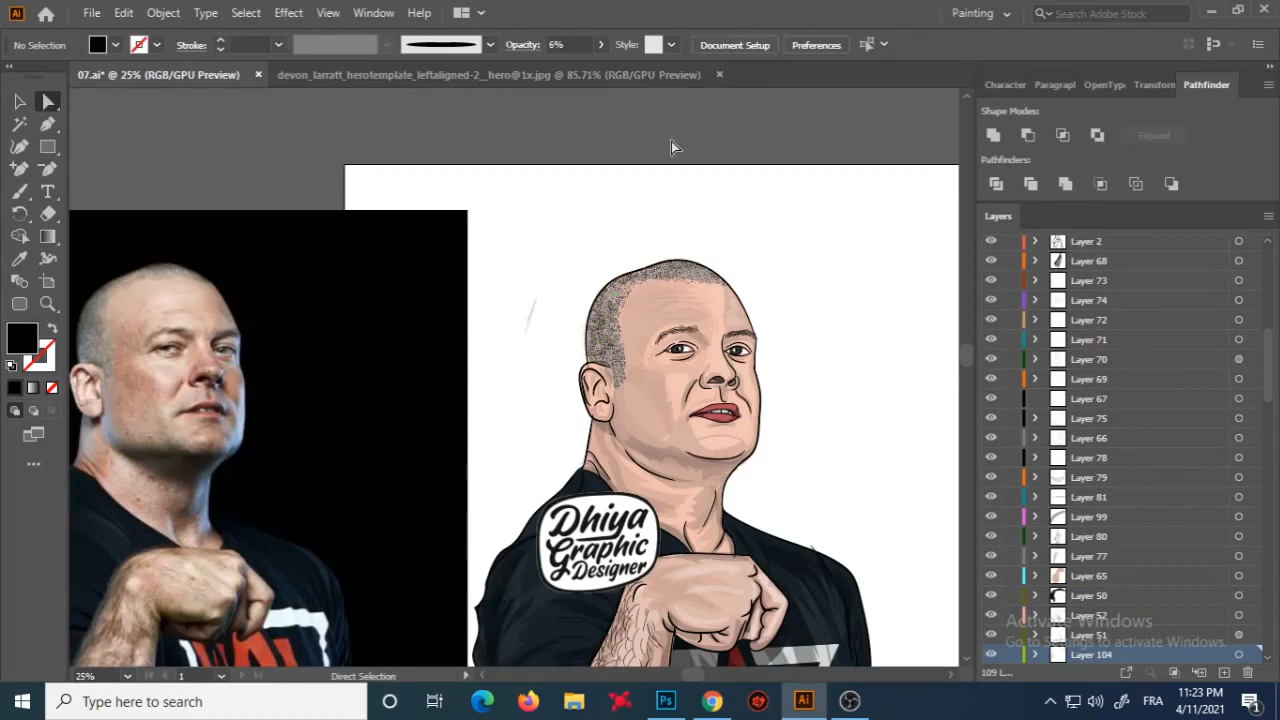 File Edit Object Type Select Effect View Window Help
Painting
Search Adobe Stock
No Selection
Stroke:
Opacity: 6%
Style:
Document Setup
Preferences
07.ai* @ 25% (RGB/GPU Preview)
devon_larratt_herotemplate_leftaligned-2__hero@1x.jpg @ 85.71% (RGB/GPU Preview)
Character
Paragrapl
OpenType
Transform
Pathfinder
Shape Modes:
Expand
Pathfinders:
Layers
Layer 2
Layer 68
Layer 73
Layer 74
Layer 72
Layer 71
Layer 70
Layer 69
Layer 67
Layer 75
Layer 66
Layer 78
Layer 79
Layer 81
Layer 99
Layer 80
Layer 77
Layer 65
Layer 50
Layer 52
Layer 51
Layer 104
Activate Windows
Go to Settings to activate Windows.
Dhiya
Graphic
Designer
25%
1
Direct Selection
109 L...
Type here to search
FRA
11:23 PM
4/11/2021